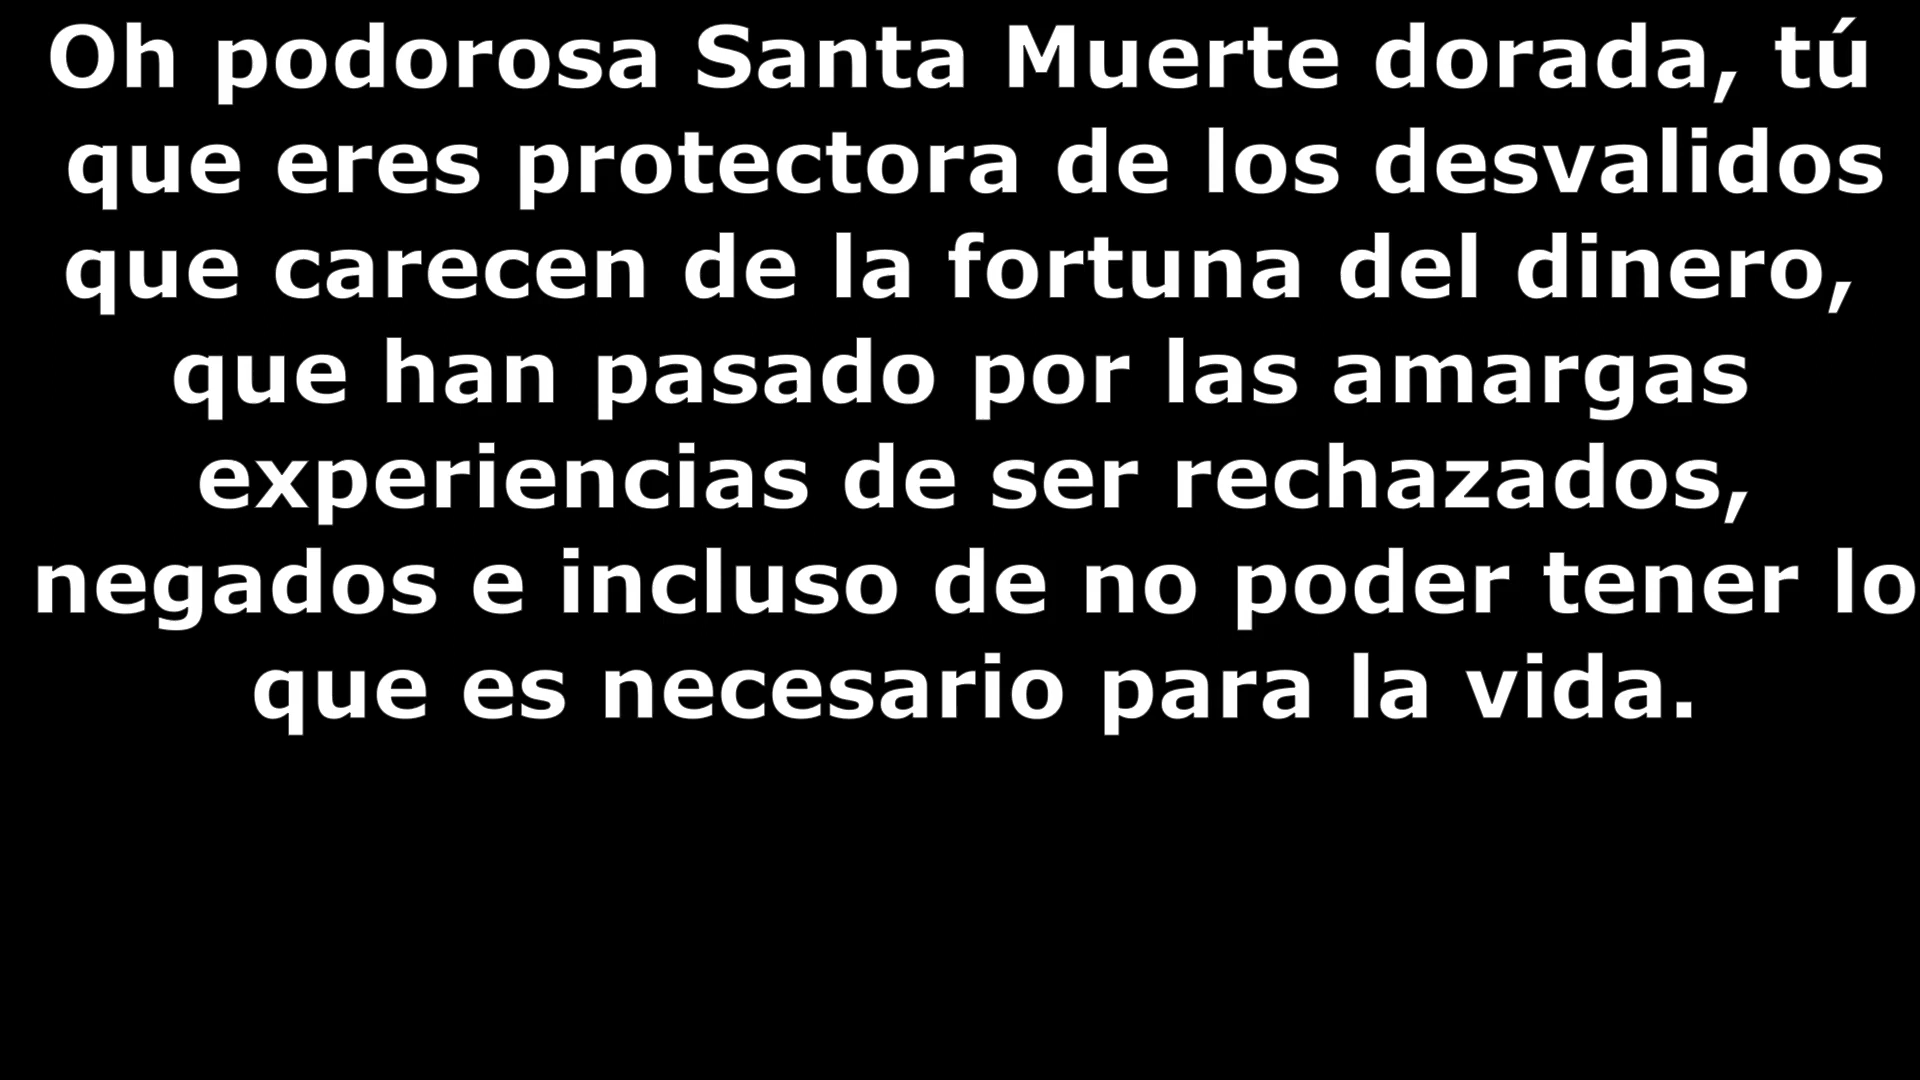 Oh podorosa Santa Muerte dorada, tú
que eres protectora de los desvalidos
que carecen de la fortuna del dinero,
que han pasado por las amargas
experiencias de ser rechazados,
negados e incluso de no poder tener lo
que es necesario para la vida.